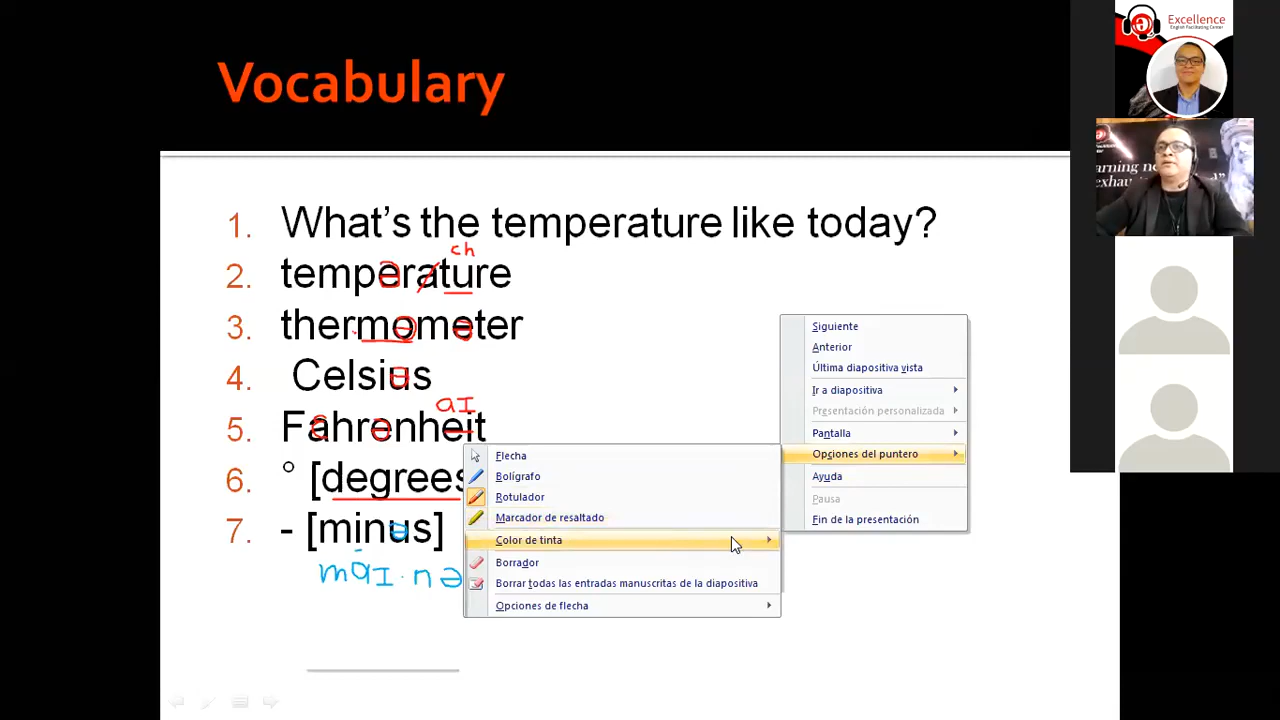 Vocabulary
1. What's the temperature like today?
ch
2. temperature
ə
3. thermometer
ə ə
4. Celsius
ə
aI
5. Fahrenheit
ə
6. ° [degrees
7. - [minus]
ə
maI·nə
Siguiente
Anterior
Última diapositiva vista
Ir a diapositiva
Presentación personalizada
Pantalla
Opciones del puntero
Ayuda
Pausa
Fin de la presentación
Flecha
Bolígrafo
Rotulador
Marcador de resaltado
Color de tinta
Borrador
Borrar todas las entradas manuscritas de la diapositiva
Opciones de flecha
Excellence
English Facilitating Center